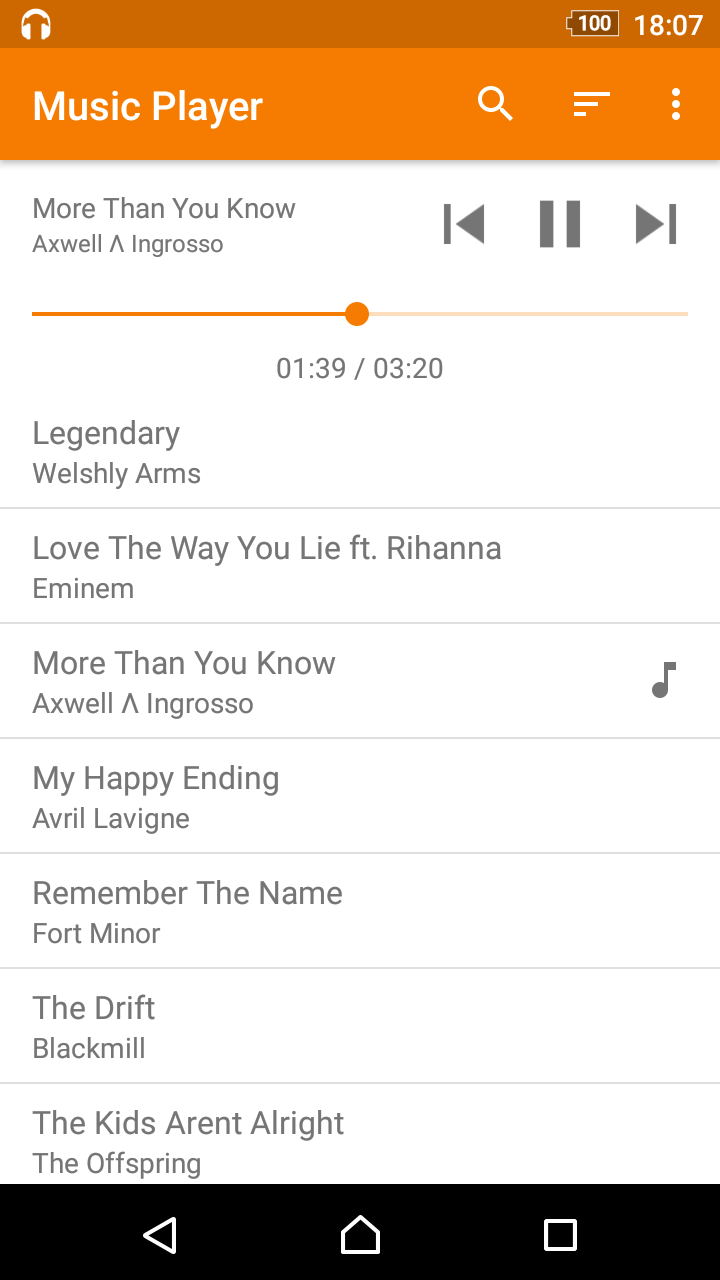 100 18:07
Music Player
More Than You Know
Axwell Λ Ingrosso
01:39 / 03:20
Legendary
Welshly Arms
Love The Way You Lie ft. Rihanna
Eminem
More Than You Know
Axwell Λ Ingrosso
My Happy Ending
Avril Lavigne
Remember The Name
Fort Minor
The Drift
Blackmill
The Kids Arent Alright
The Offspring